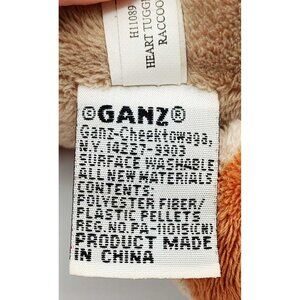 H11089
HEART TUGG
RACCOO
©GANZ®
Ganz-Cheektowaga,
N.Y. 14227-9903
SURFACE WASHABLE
ALL NEW MATERIALS
CONTENTS:
POLYESTER FIBER/
PLASTIC PELLETS
REG.NO.PA-11015(CN)
PRODUCT MADE
IN CHINA